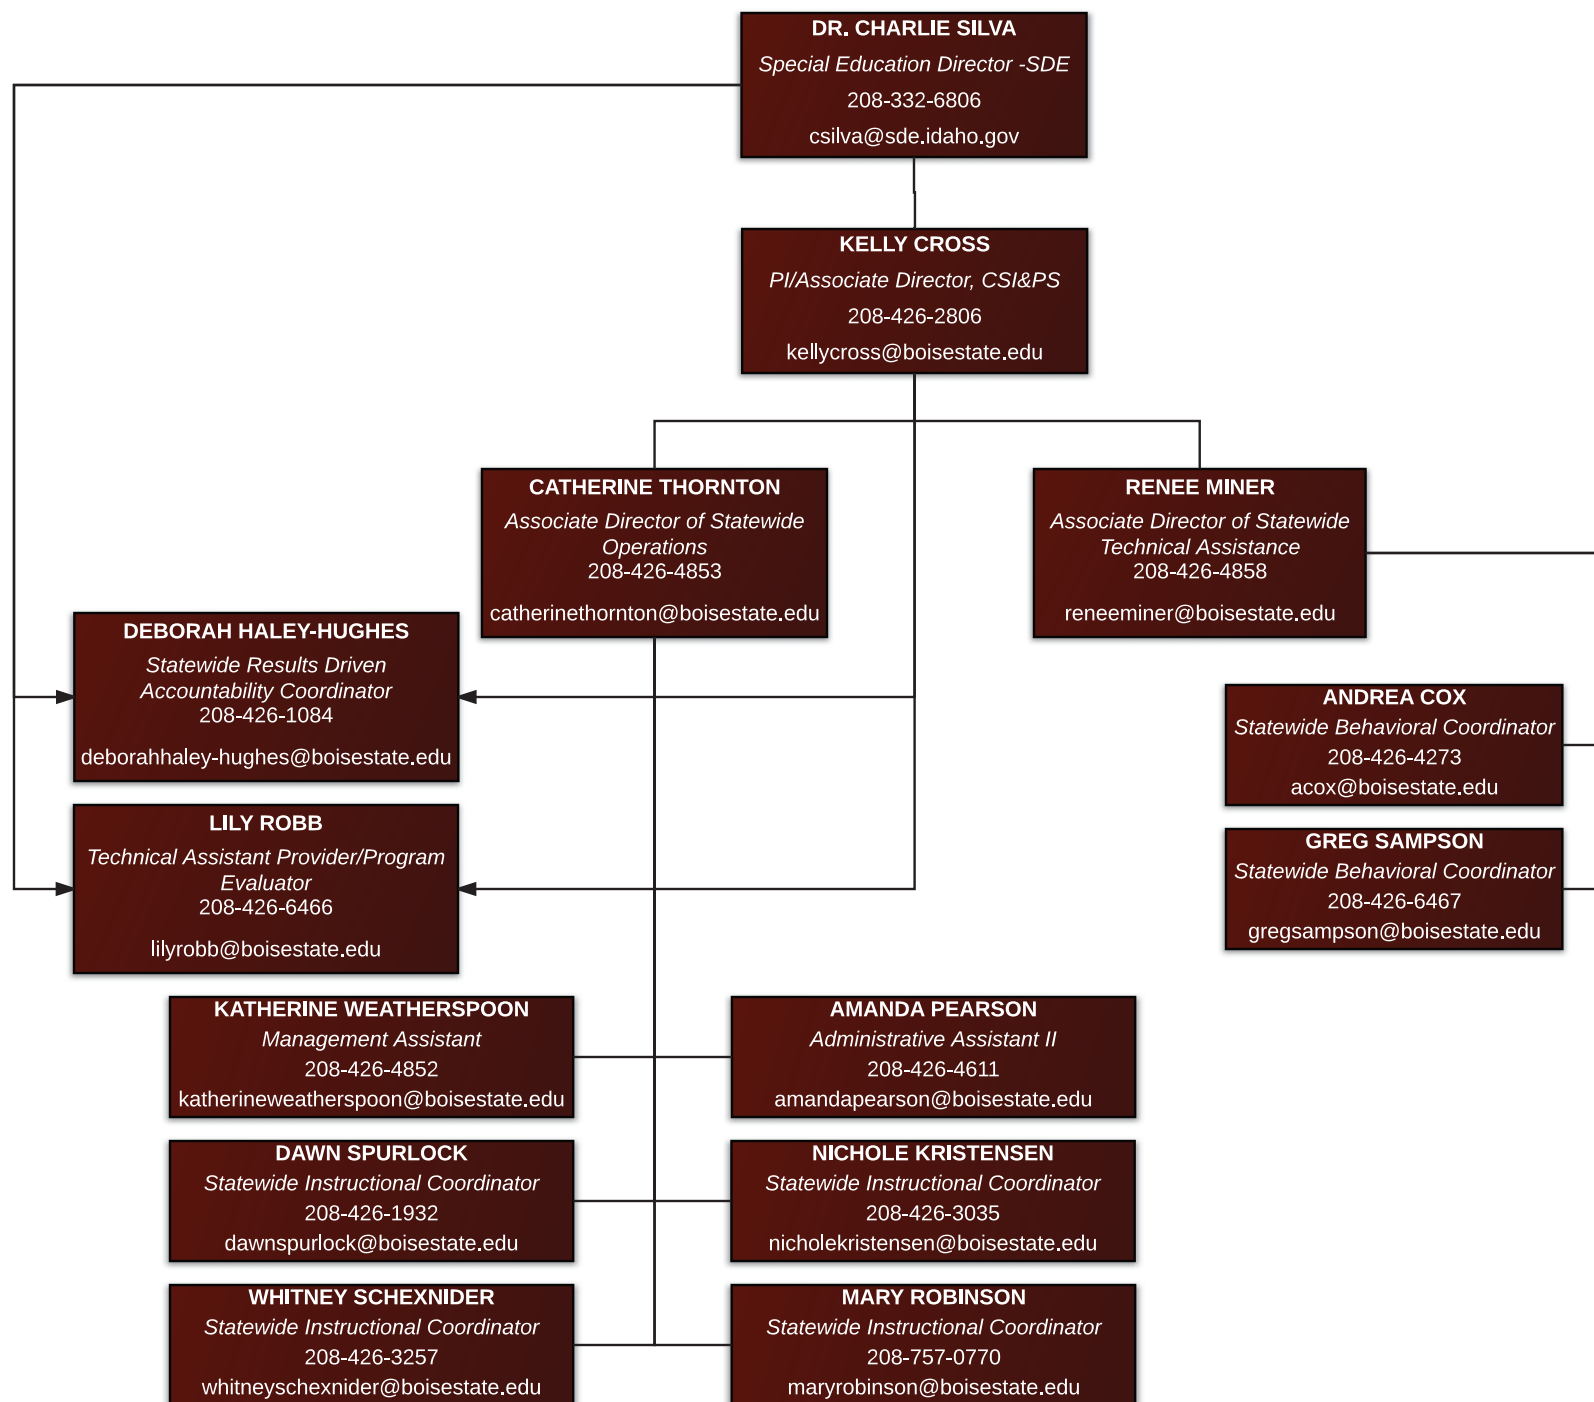 DR. CHARLIE SILVA
Special Education Director -SDE
208-332-6806
csilva@sde.idaho.gov
KELLY CROSS
PI/Associate Director, CSI&PS
208-426-2806
kellycross@boisestate.edu
CATHERINE THORNTON
Associate Director of Statewide
Operations
208-426-4853
catherinethornton@boisestate.edu
RENEE MINER
Associate Director of Statewide
Technical Assistance
208-426-4858
reneeminer@boisestate.edu
DEBORAH HALEY-HUGHES
Statewide Results Driven
Accountability Coordinator
208-426-1084
deborahhaley-hughes@boisestate.edu
ANDREA COX
Statewide Behavioral Coordinator
208-426-4273
acox@boisestate.edu
LILY ROBB
Technical Assistant Provider/Program
Evaluator
208-426-6466
lilyrobb@boisestate.edu
GREG SAMPSON
Statewide Behavioral Coordinator
208-426-6467
gregsampson@boisestate.edu
KATHERINE WEATHERSPOON
Management Assistant
208-426-4852
katherineweatherspoon@boisestate.edu
AMANDA PEARSON
Administrative Assistant II
208-426-4611
amandapearson@boisestate.edu
DAWN SPURLOCK
Statewide Instructional Coordinator
208-426-1932
dawnspurlock@boisestate.edu
NICHOLE KRISTENSEN
Statewide Instructional Coordinator
208-426-3035
nicholekristensen@boisestate.edu
WHITNEY SCHEXNIDER
Statewide Instructional Coordinator
208-426-3257
whitneyschexnider@boisestate.edu
MARY ROBINSON
Statewide Instructional Coordinator
208-757-0770
maryrobinson@boisestate.edu